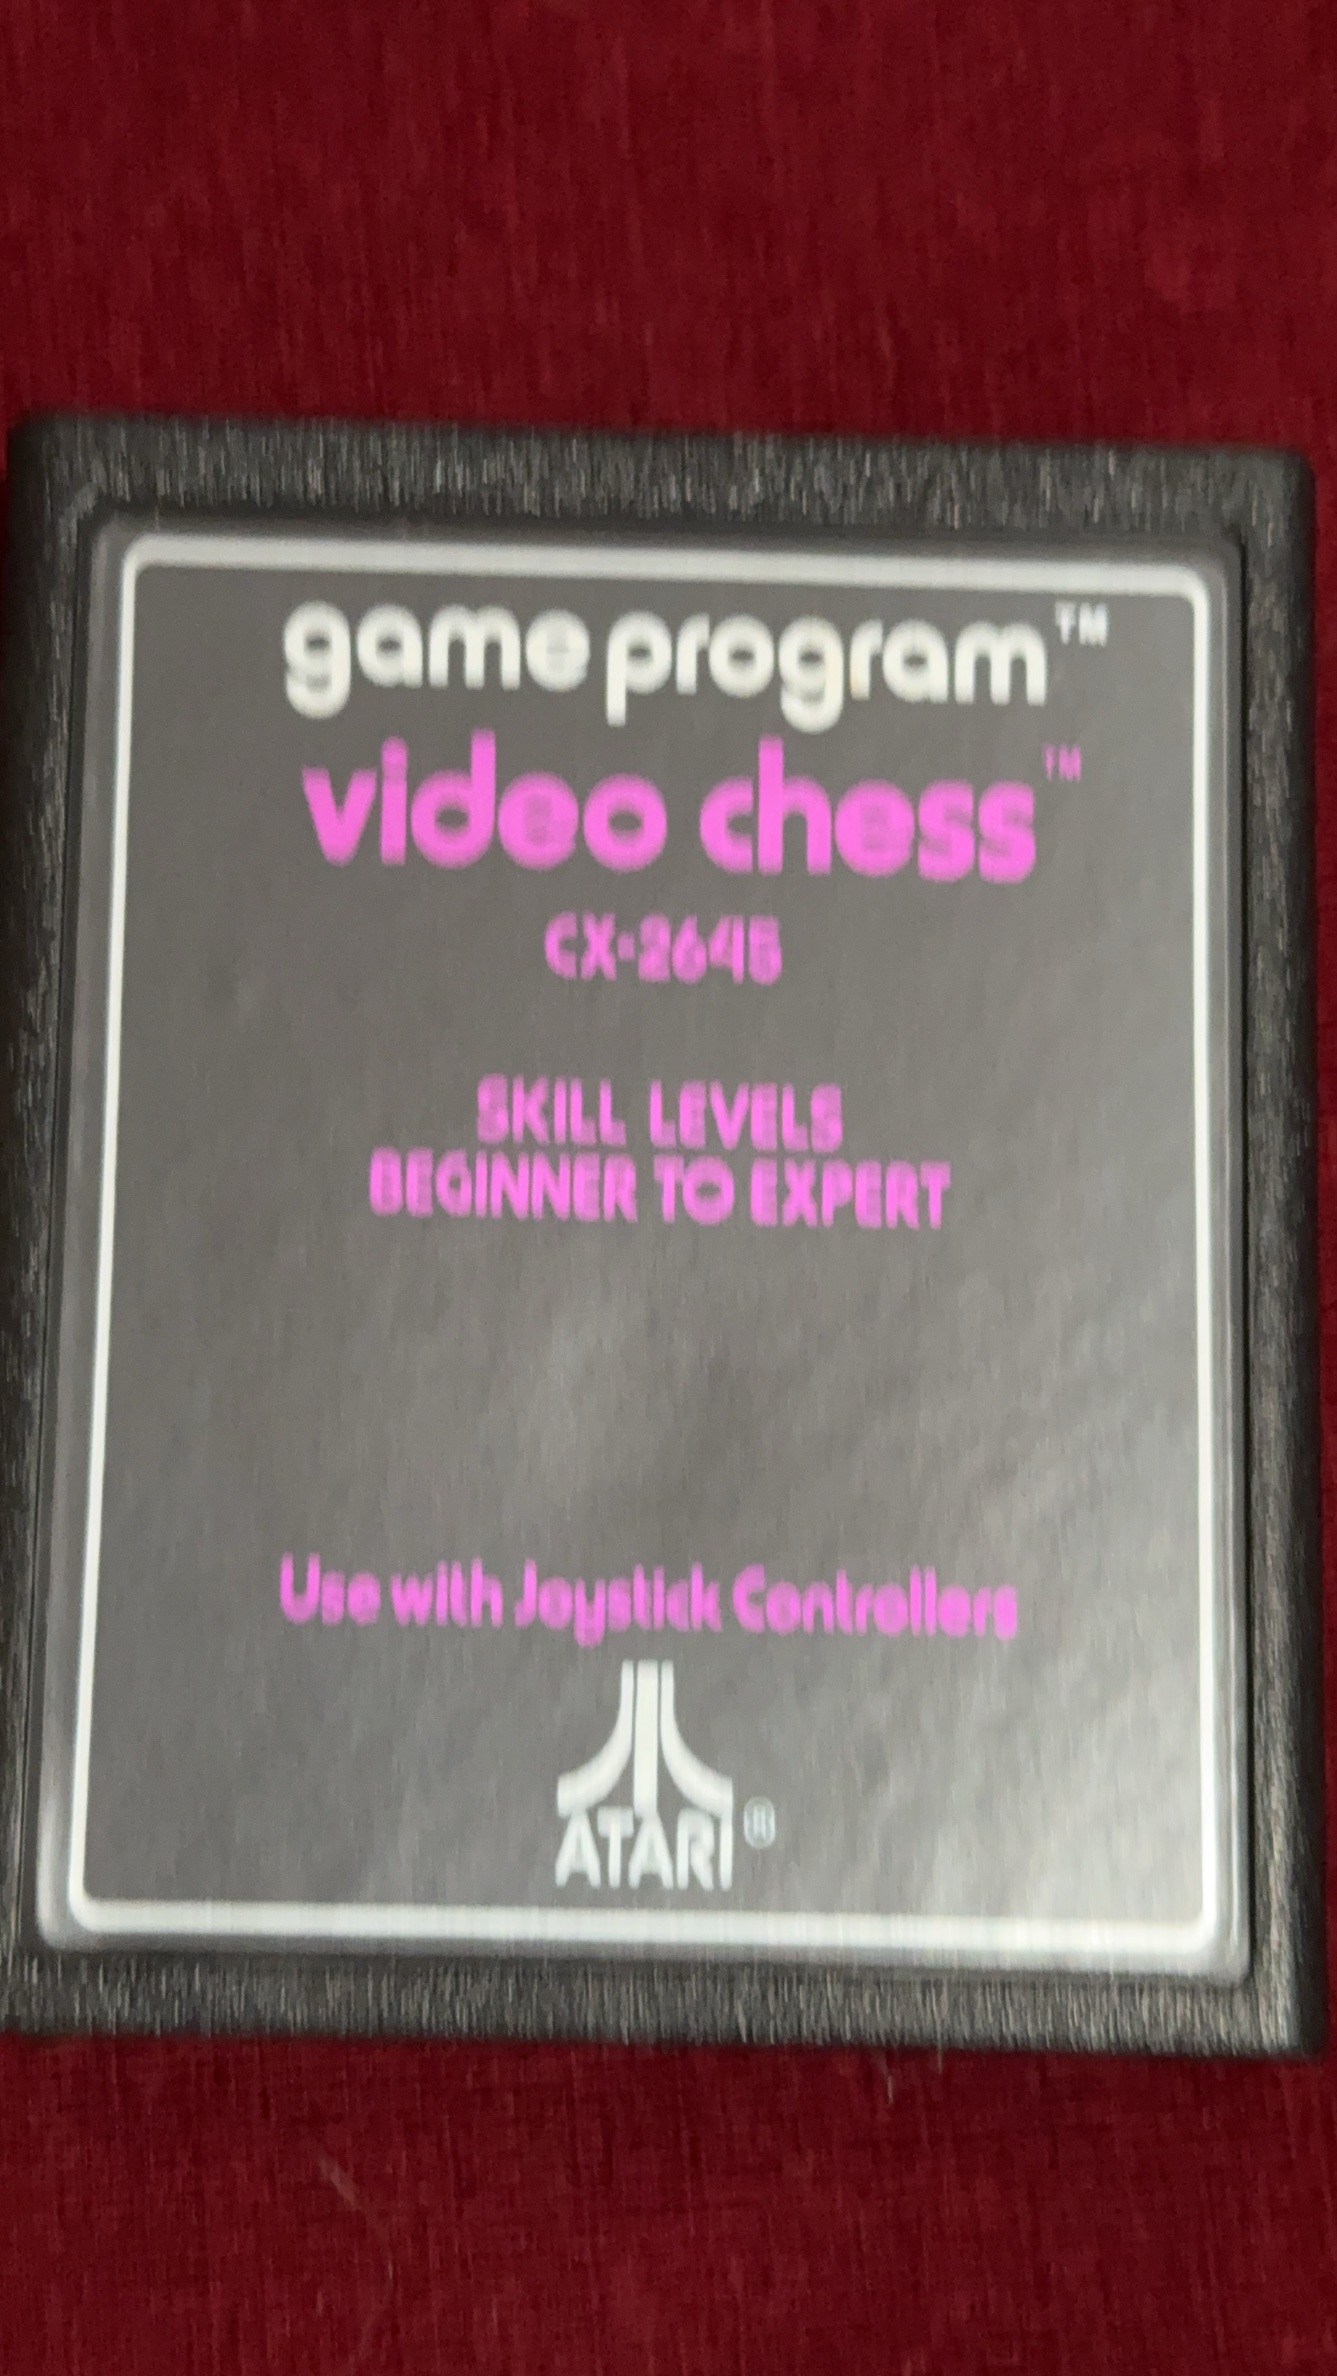 game program™
video chess™
CX-2645
SKILL LEVELS
BEGINNER TO EXPERT
Use with Joystick Controllers
ATARI®